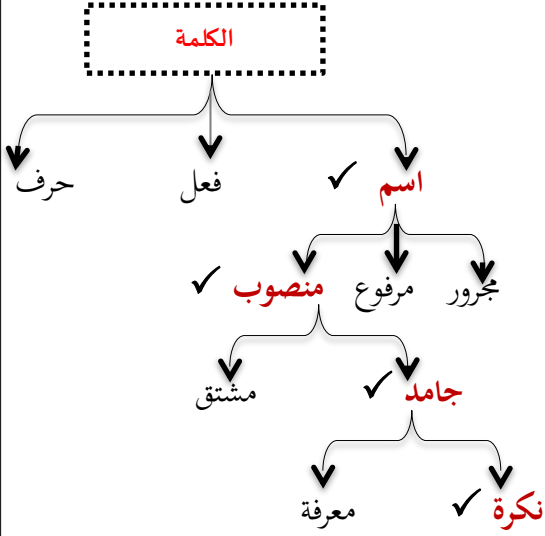 الكلمة
اسم ✓ فعل حرف
مجرور مرفوع منصوب ✓
جامد ✓ مشتق
نكرة ✓ معرفة